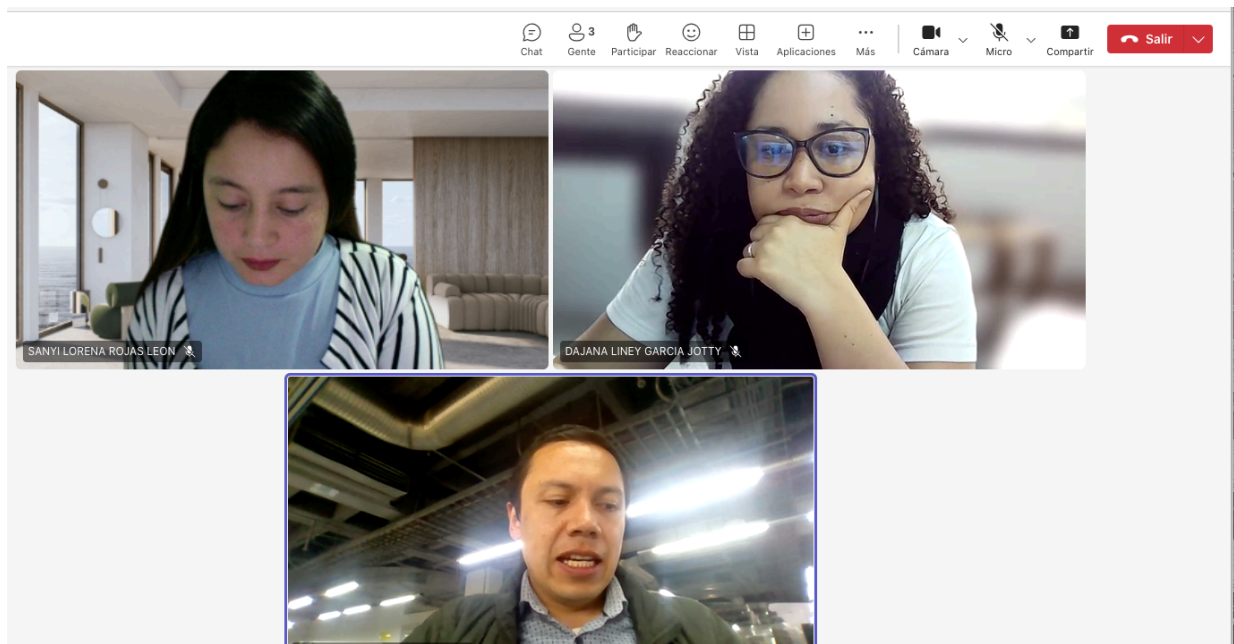 Chat
Gente 3
Participar
Reaccionar
Vista
Aplicaciones
Más
Cámara
Micro
Compartir
Salir
SANYI LORENA ROJAS LEON
DAJANA LINEY GARCIA JOTTY